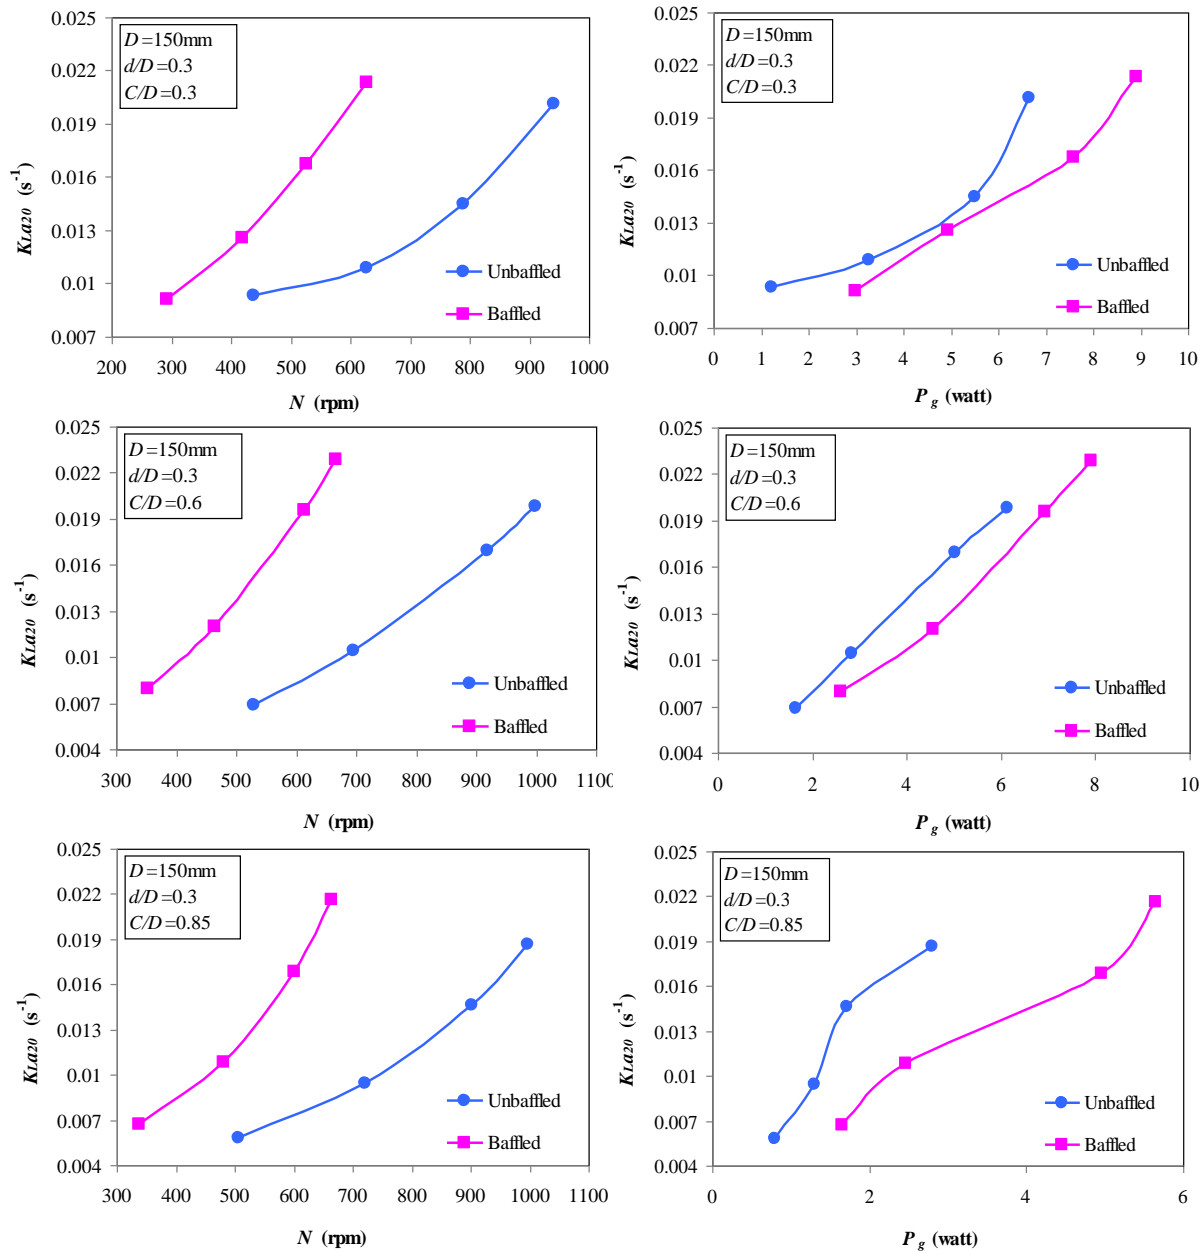 0.025
0.022
0.019
0.016
0.013
0.01
0.007
KLa20 (s-1)
D=150mm
d/D=0.3
C/D=0.3
Unbaffled
Baffled
200 300 400 500 600 700 800 900 1000
N (rpm)
0.025
0.022
0.019
0.016
0.013
0.01
0.007
KLa20 (s-1)
D=150mm
d/D=0.3
C/D=0.3
Unbaffled
Baffled
0 1 2 3 4 5 6 7 8 9 10
Pg (watt)
0.025
0.022
0.019
0.016
0.013
0.01
0.007
0.004
KLa20 (s-1)
D=150mm
d/D=0.3
C/D=0.6
Unbaffled
Baffled
300 400 500 600 700 800 900 1000 1100
N (rpm)
0.025
0.022
0.019
0.016
0.013
0.01
0.007
0.004
KLa20 (s-1)
D=150mm
d/D=0.3
C/D=0.6
Unbaffled
Baffled
0 2 4 6 8 10
Pg (watt)
0.025
0.022
0.019
0.016
0.013
0.01
0.007
0.004
KLa20 (s-1)
D=150mm
d/D=0.3
C/D=0.85
Unbaffled
Baffled
300 400 500 600 700 800 900 1000 1100
N (rpm)
0.025
0.022
0.019
0.016
0.013
0.01
0.007
0.004
KLa20 (s-1)
D=150mm
d/D=0.3
C/D=0.85
Unbaffled
Baffled
0 2 4 6
Pg (watt)